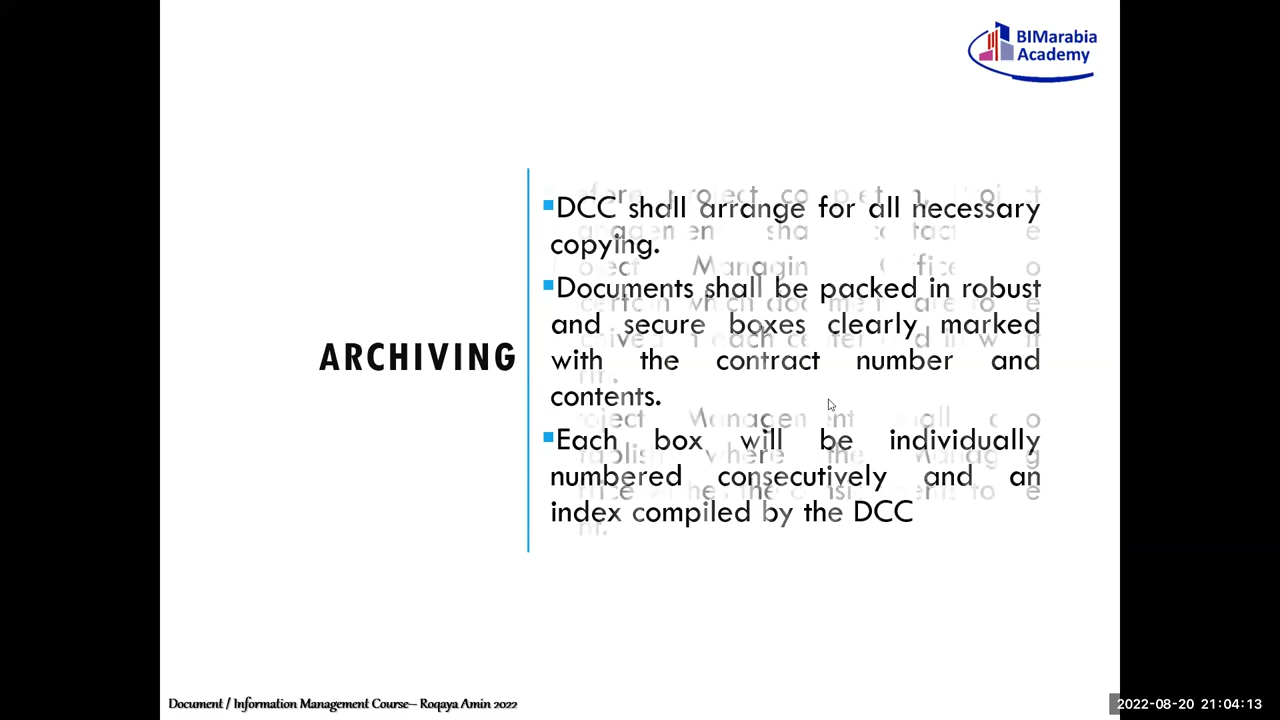 BIMarabia
Academy
DCC shall arrange for all necessary
copying.
Documents shall be packed in robust
and secure boxes clearly marked
with the contract number and
contents.
Each box will be individually
numbered consecutively and an
index compiled by the DCC
ARCHIVING
Document / Information Management Course– Roqaya Amin 2022
2022-08-20 21:04:13